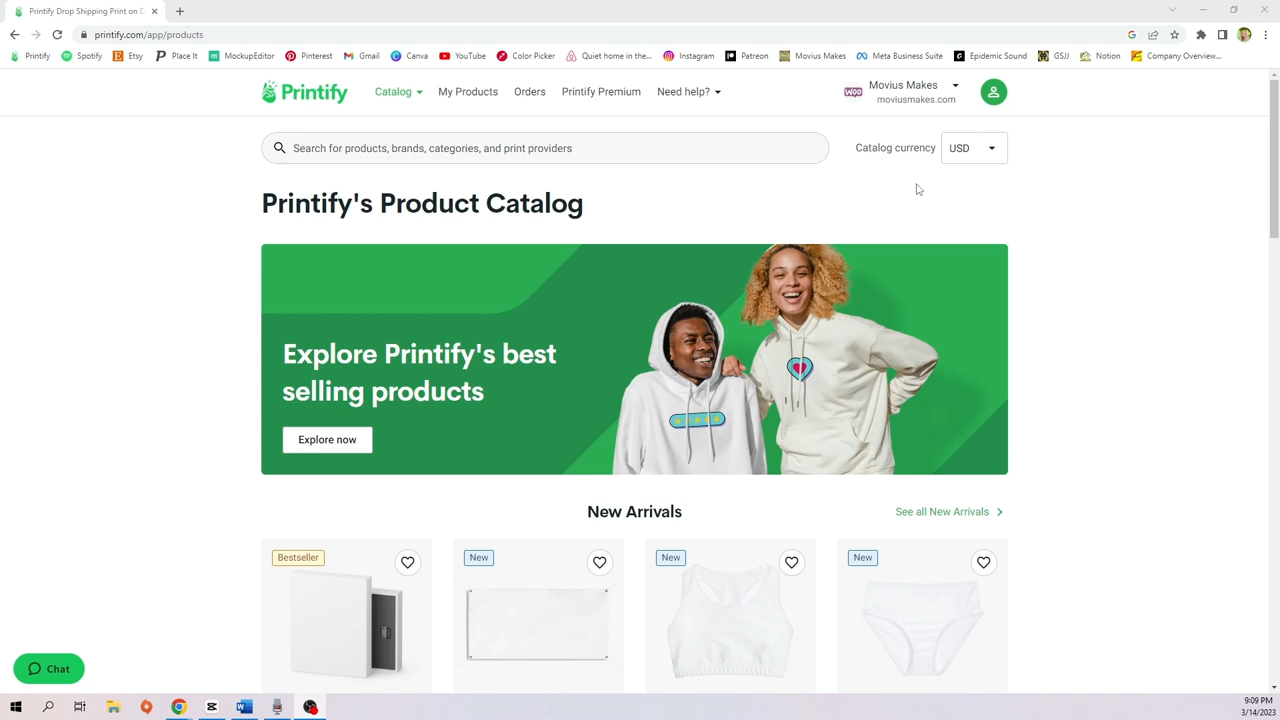 Printify Drop Shipping Print on D
printify.com/app/products
Printify
Spotify
Etsy
Place It
MockupEditor
Pinterest
Gmail
Canva
YouTube
Color Picker
Quiet home in the...
Instagram
Patreon
Movius Makes
Meta Business Suite
Epidemic Sound
GSJJ
Notion
Company Overview...
Printify
Catalog
My Products
Orders
Printify Premium
Need help?
WOO
Movius Makes
moviusmakes.com
Search for products, brands, categories, and print providers
Catalog currency
USD
Printify's Product Catalog
Explore Printify's best
selling products
Explore now
New Arrivals
See all New Arrivals
Bestseller
New
New
New
Chat
9:09 PM
3/14/2023